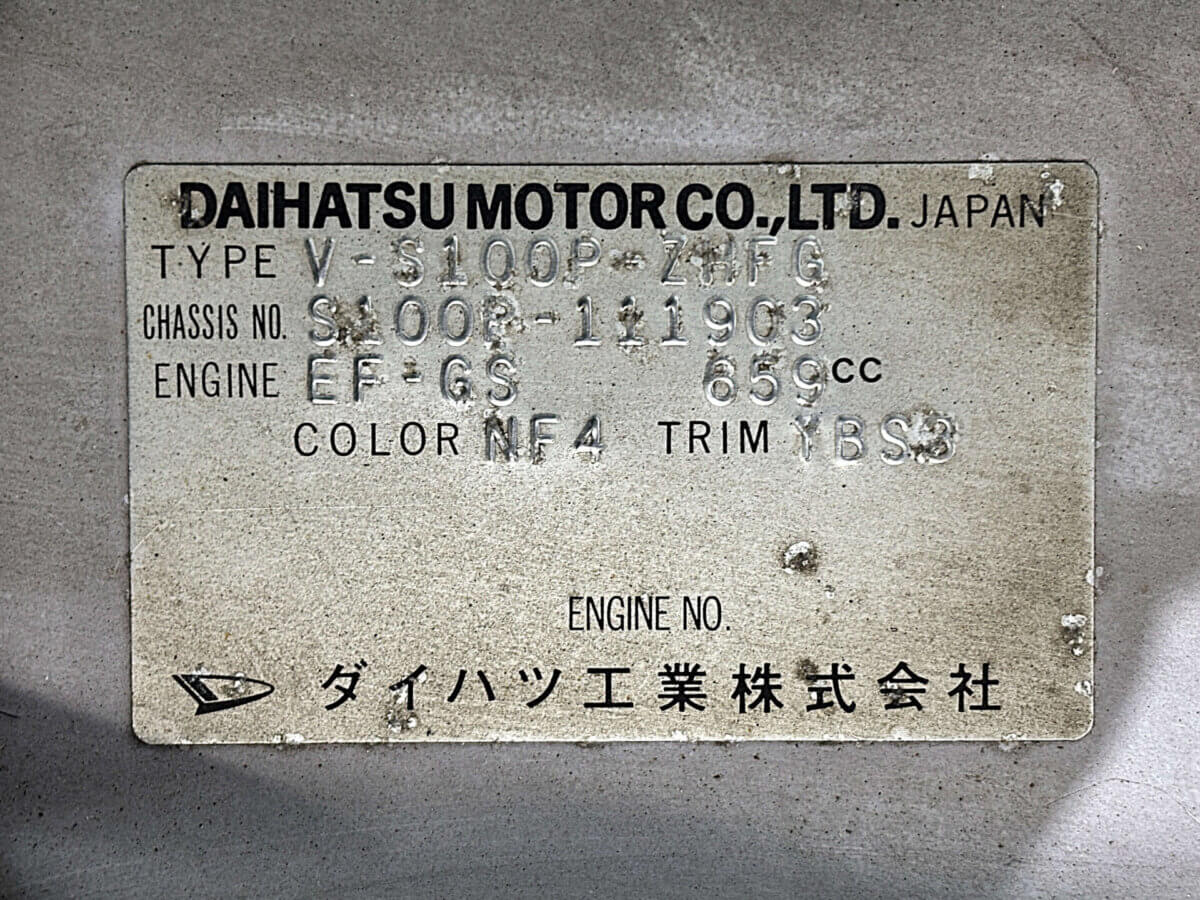 DAIHATSU MOTOR CO.,LTD. JAPAN
TYPE V-S100P-ZHFG
CHASSIS NO. S100P-111903
ENGINE EF-GS 659CC
COLOR NF4 TRIM YBS3
ENGINE NO.
ダイハツ工業株式会社